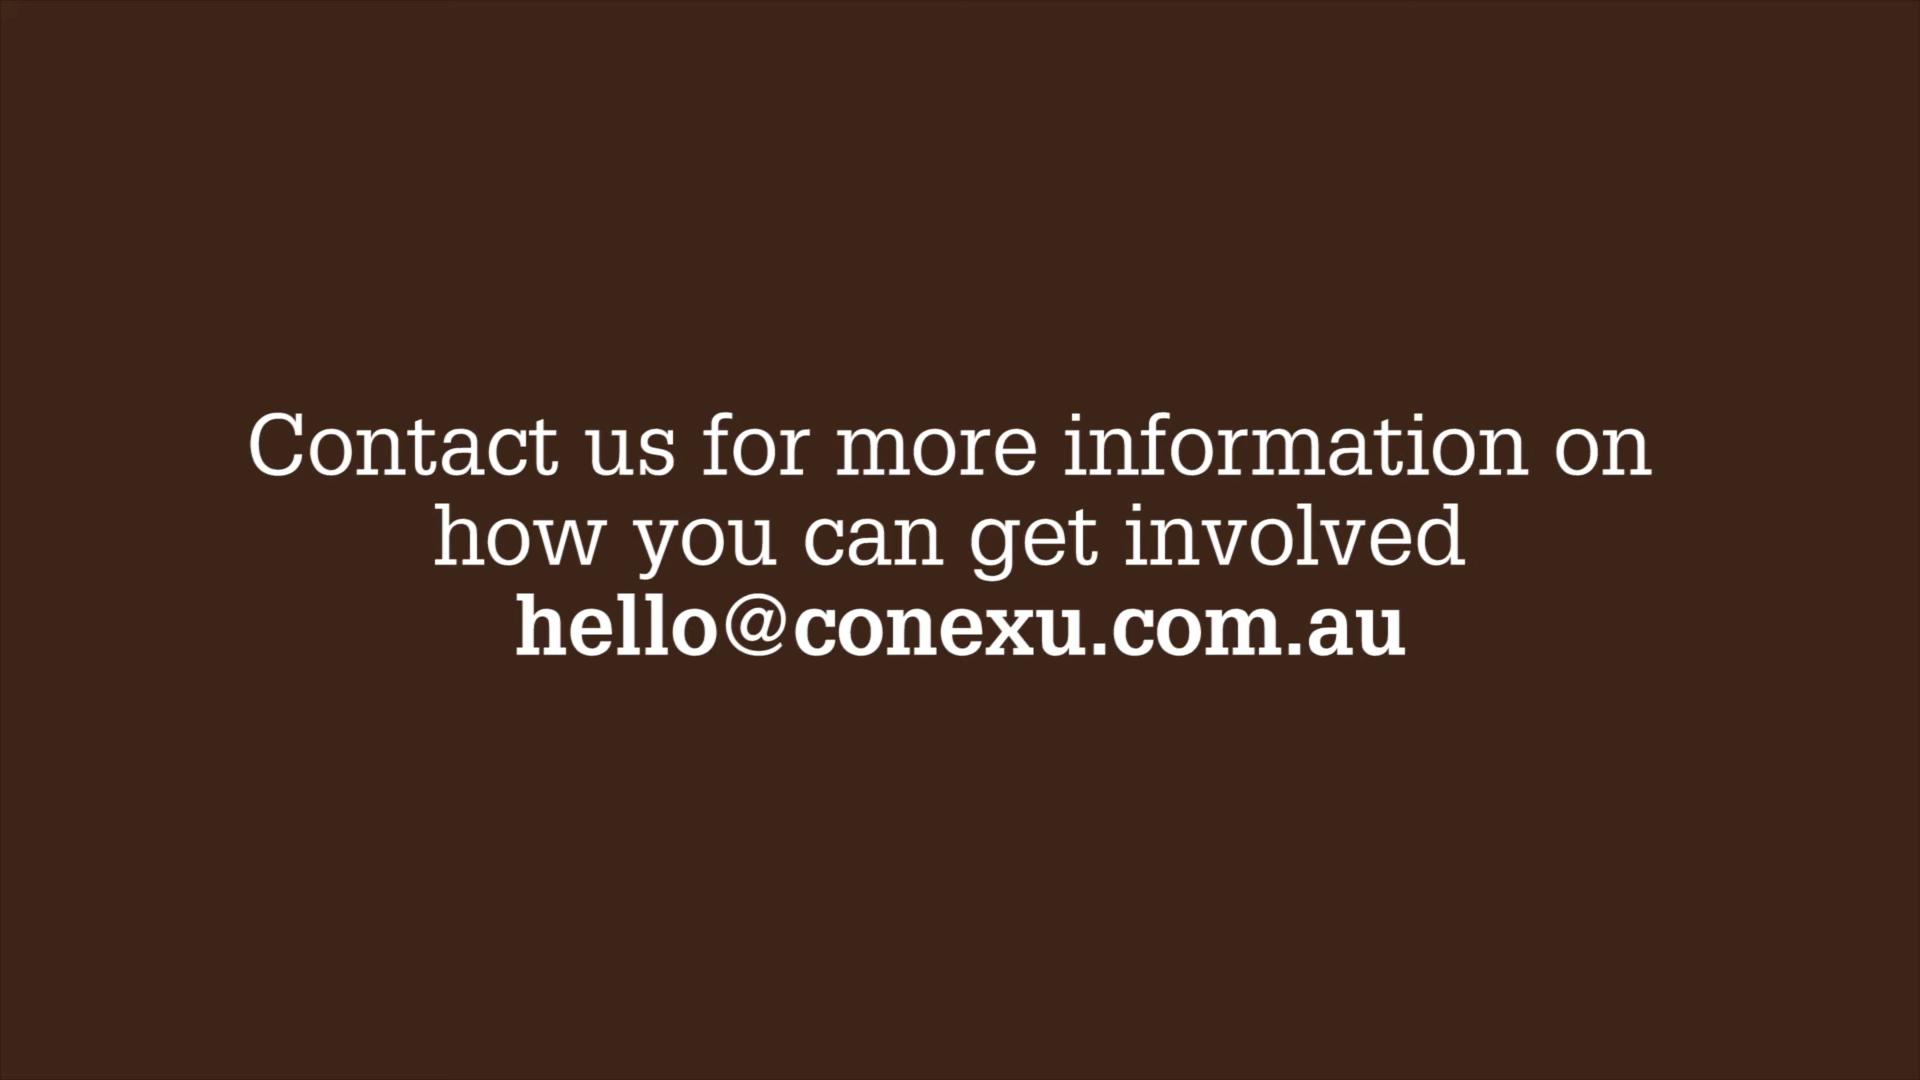 Contact us for more information on
how you can get involved
hello@conexu.com.au